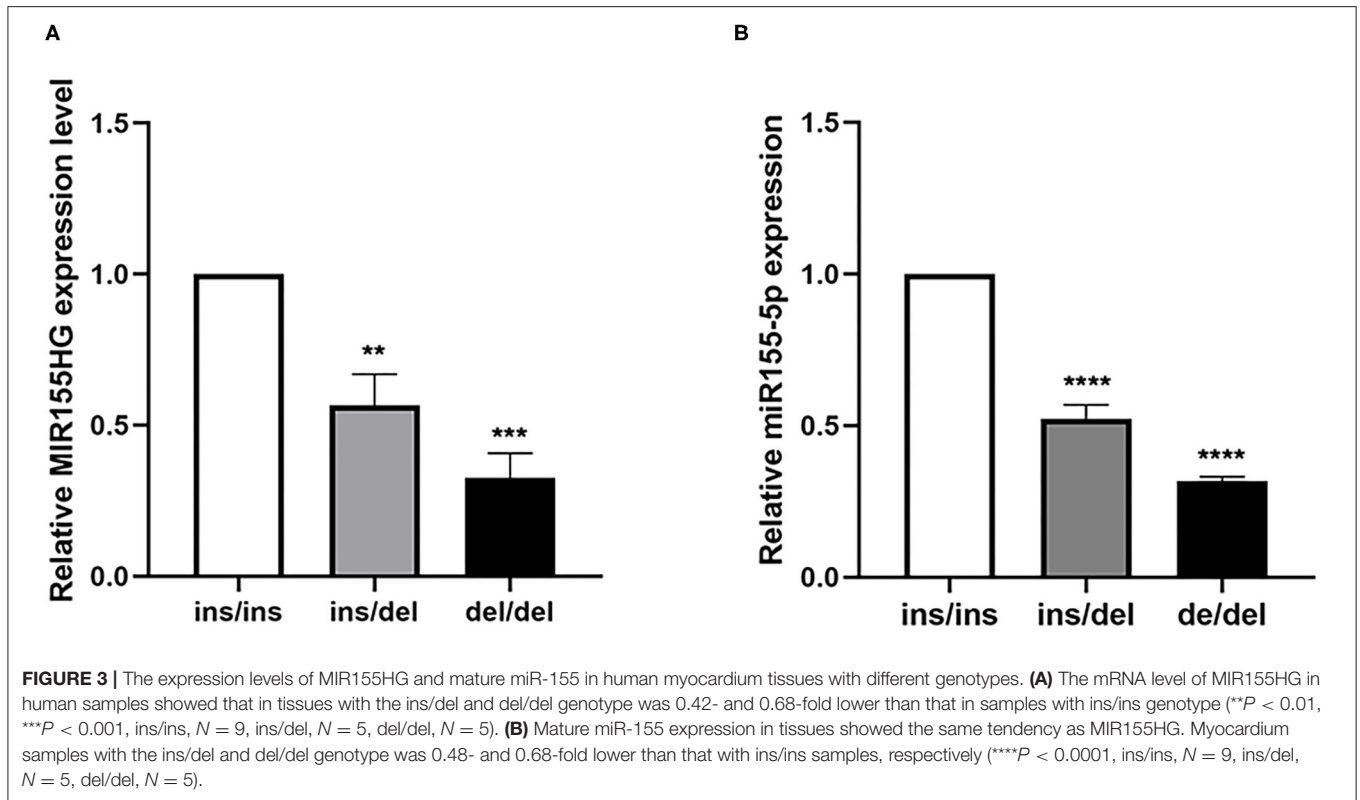 A
Relative MIR155HG expression level
1.5
1.0
0.5
0.0
**
***
ins/ins ins/del del/del
B
Relative miR155-5p expression
1.5
1.0
0.5
0.0
****
****
ins/ins ins/del de/del
FIGURE 3 | The expression levels of MIR155HG and mature miR-155 in human myocardium tissues with different genotypes. (A) The mRNA level of MIR155HG in
human samples showed that in tissues with the ins/del and del/del genotype was 0.42- and 0.68-fold lower than that in samples with ins/ins genotype (**P < 0.01,
***P < 0.001, ins/ins, N = 9, ins/del, N = 5, del/del, N = 5). (B) Mature miR-155 expression in tissues showed the same tendency as MIR155HG. Myocardium
samples with the ins/del and del/del genotype was 0.48- and 0.68-fold lower than that with ins/ins samples, respectively (****P < 0.0001, ins/ins, N = 9, ins/del,
N = 5, del/del, N = 5).